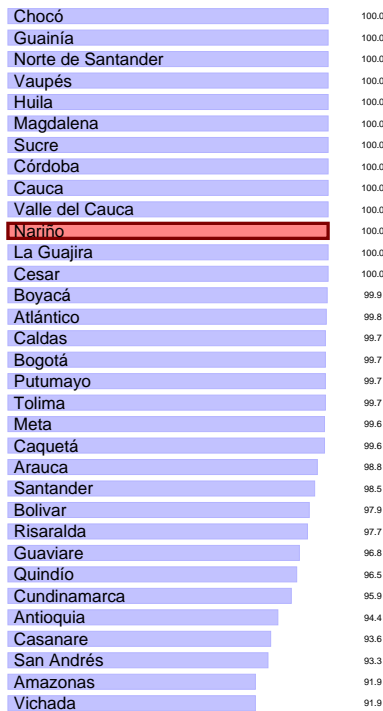 Chocó 100.0
Guainía 100.0
Norte de Santander 100.0
Vaupés 100.0
Huila 100.0
Magdalena 100.0
Sucre 100.0
Córdoba 100.0
Cauca 100.0
Valle del Cauca 100.0
Nariño 100.0
La Guajira 100.0
Cesar 100.0
Boyacá 99.9
Atlántico 99.8
Caldas 99.7
Bogotá 99.7
Putumayo 99.7
Tolima 99.7
Meta 99.6
Caquetá 99.6
Arauca 98.8
Santander 98.5
Bolivar 97.9
Risaralda 97.7
Guaviare 96.8
Quindío 96.5
Cundinamarca 95.9
Antioquia 94.4
Casanare 93.6
San Andrés 93.3
Amazonas 91.9
Vichada 91.9